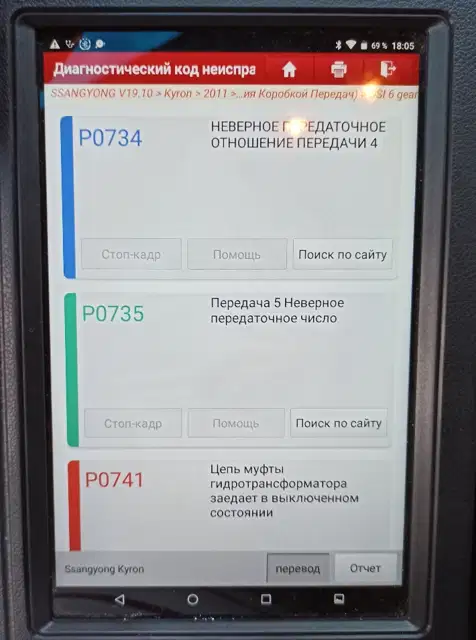 69 % 18:05
Диагностический код неиспра
SSANGYONG V19.10 > Kyron > 2011 >...ия Коробкой Передач) 6 gear
P0734
НЕВЕРНОЕ ПЕРЕДАТОЧНОЕ
ОТНОШЕНИЕ ПЕРЕДАЧИ 4
Стоп-кадр Помощь Поиск по сайту
P0735
Передача 5 Неверное
передаточное число
Стоп-кадр Помощь Поиск по сайту
P0741
Цепь муфты
гидротрансформатора
заедает в выключенном
состоянии
Ssangyong Kyron перевод Отчет